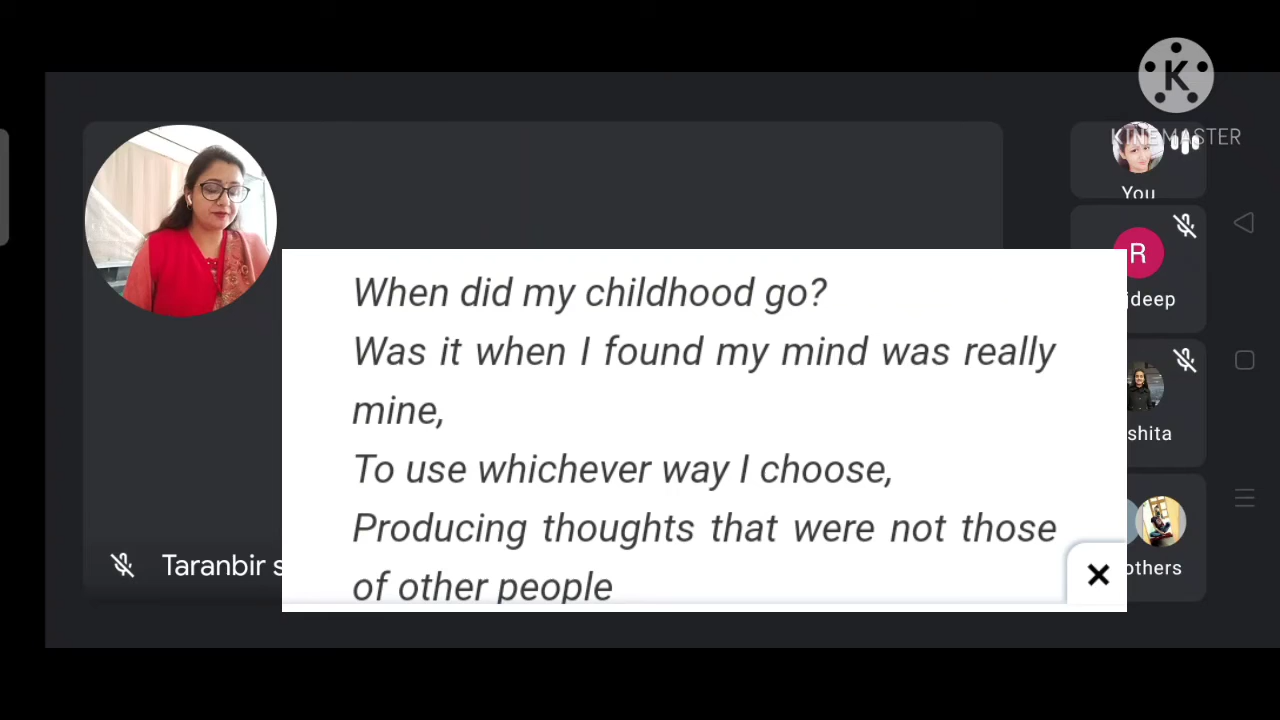 K
KINEMASTER
You
R
jdeep
shita
others
Taranbir s
When did my childhood go?
Was it when I found my mind was really
mine,
To use whichever way I choose,
Producing thoughts that were not those
of other people